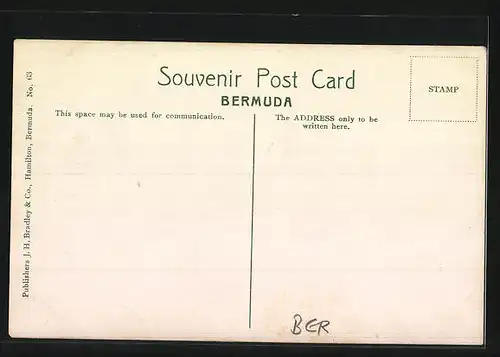 Souvenir Post Card
BERMUDA
STAMP
This space may be used for communication.
The ADDRESS only to be
written here.
Publishers J. H. Bradley & Co., Hamilton, Bermuda. No. 63
BER